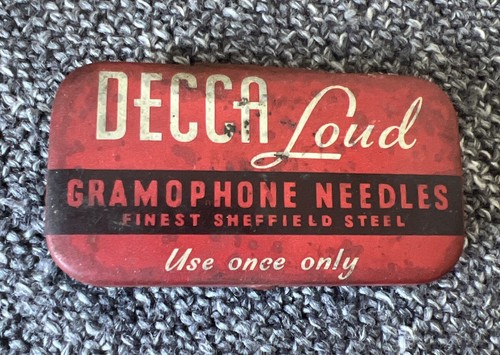 DECCA Loud
GRAMOPHONE NEEDLES
FINEST SHEFFIELD STEEL
Use once only